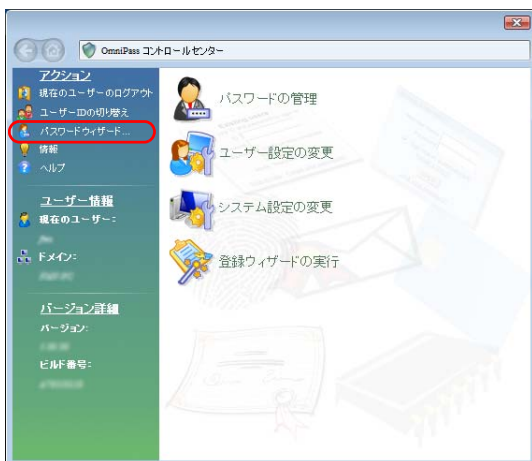 OmniPass コントロールセンター
アクション
現在のユーザーのログアウト
ユーザーIDの切り替え
パスワードウィザード...
情報
ヘルプ
ユーザー情報
現在のユーザー:
ドメイン:
バージョン詳細
バージョン:
ビルド番号:
パスワードの管理
ユーザー設定の変更
システム設定の変更
登録ウィザードの実行